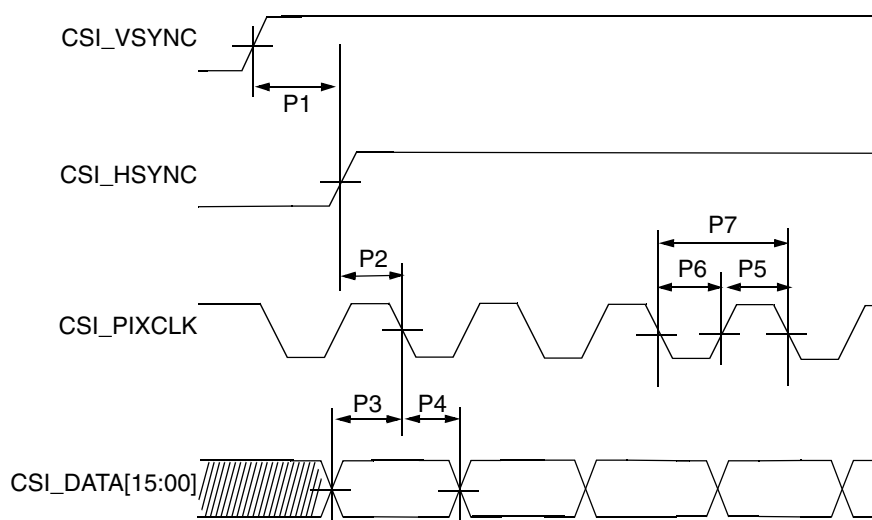 CSI_VSYNC
P1
CSI_HSYNC
P7
P2
P6
P5
CSI_PIXCLK
P3
P4
CSI_DATA[15:00]